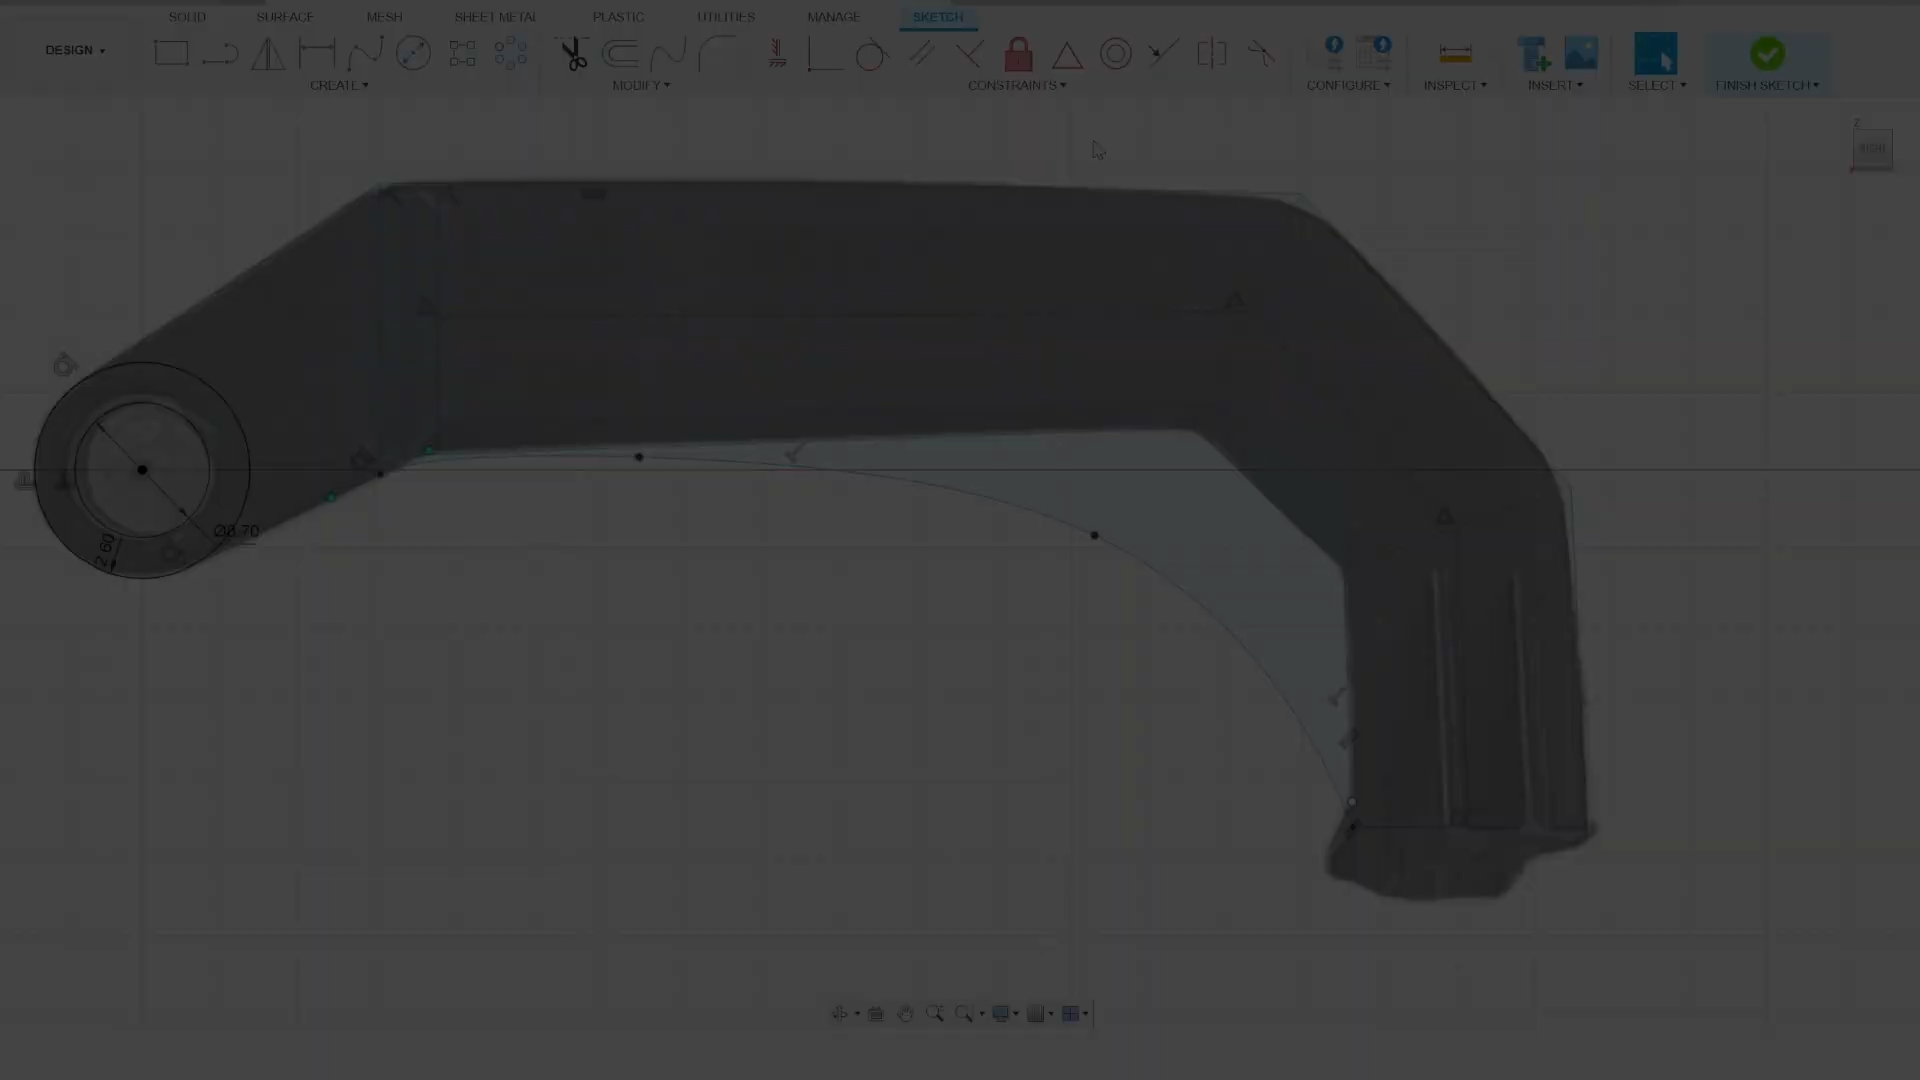 SOLID SURFACE MESH SHEET METAL PLASTIC UTILITIES MANAGE SKETCH
DESIGN
CREATE MODIFY CONSTRAINTS CONFIGURE INSPECT INSERT SELECT FINISH SKETCH
Z
RIGHT
Ø8.70
2.60